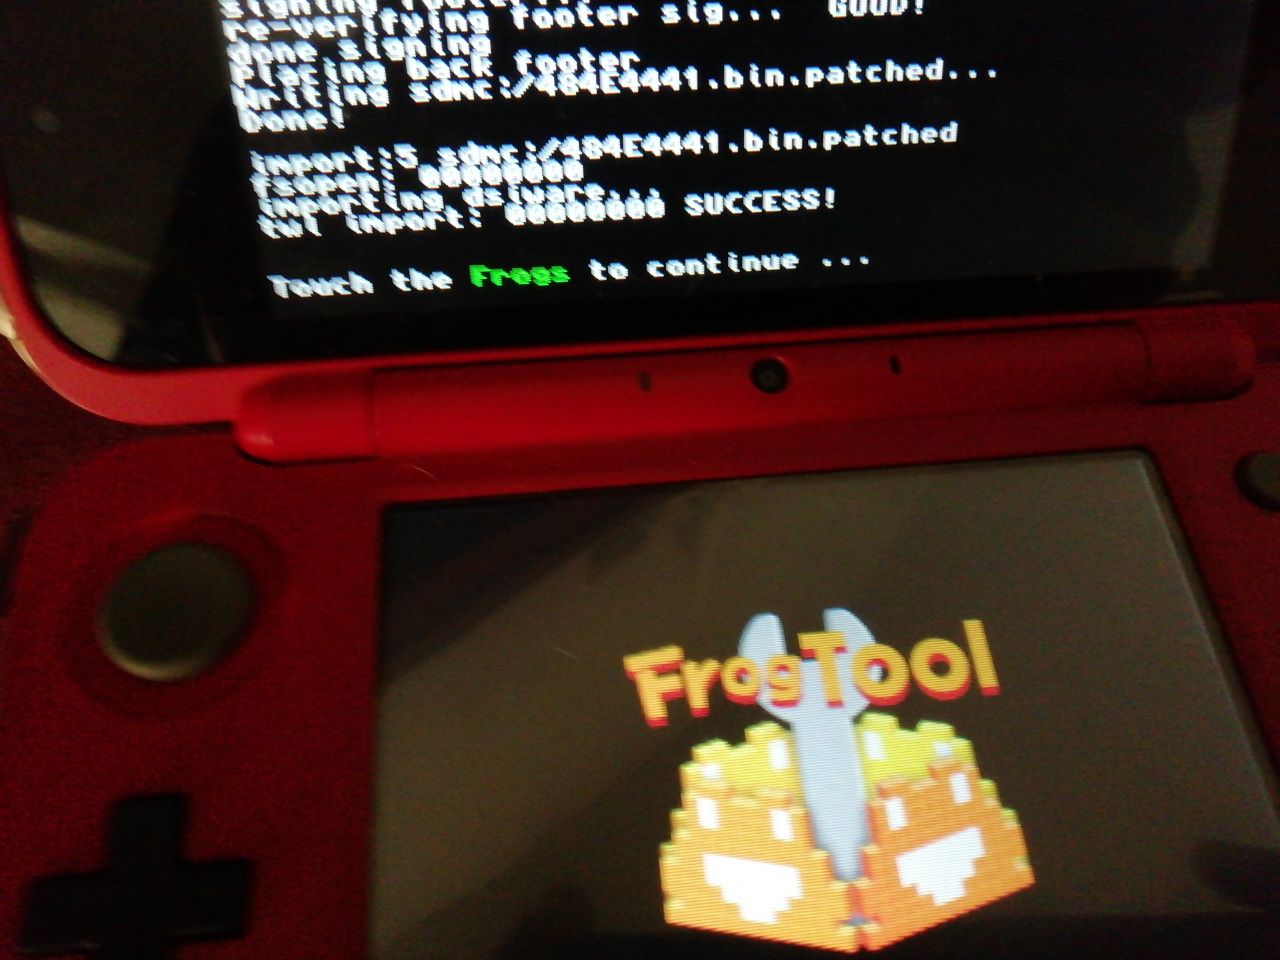 signing footer...
re-verifying footer sig...  GOOD!
done signing
placing back footer
Writing sdmc:/484E4441.bin.patched...
Done!
import:5 sdmc:/484E4441.bin.patched
fsopen: 00000000
importing dsiware...
twl import: 00000000 SUCCESS!
Touch the Frogs to continue ...
FrogTool